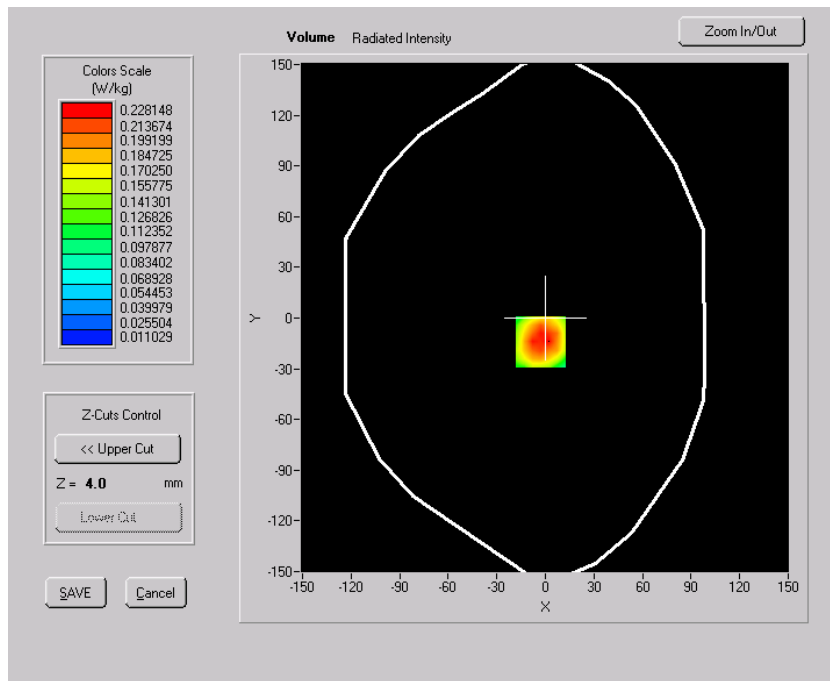 Volume Radiated Intensity
Zoom In/Out
Colors Scale
(W/kg)
0.228148
0.213674
0.199199
0.184725
0.170250
0.155775
0.141301
0.126826
0.112352
0.097877
0.083402
0.068928
0.054453
0.039979
0.025504
0.011029
Z-Cuts Control
<< Upper Cut
Z = 4.0 mm
Lower Cut
SAVE Cancel
150
120
90
60
30
0
-30
-60
-90
-120
-150
Y
-150 -120 -90 -60 -30 0 30 60 90 120 150
X